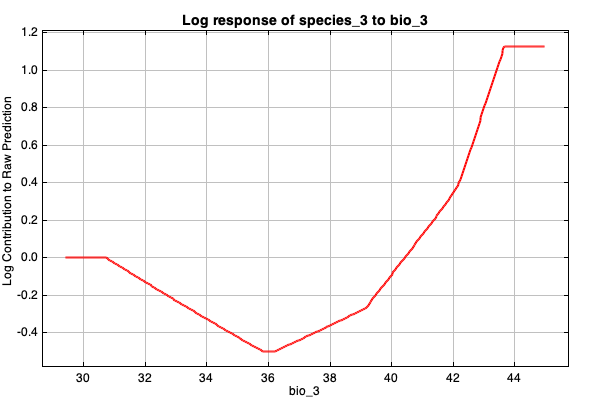 Log response of species_3 to bio_3
Log Contribution to Raw Prediction
1.2
1.0
0.8
0.6
0.4
0.2
0.0
-0.2
-0.4
30 32 34 36 38 40 42 44
bio_3